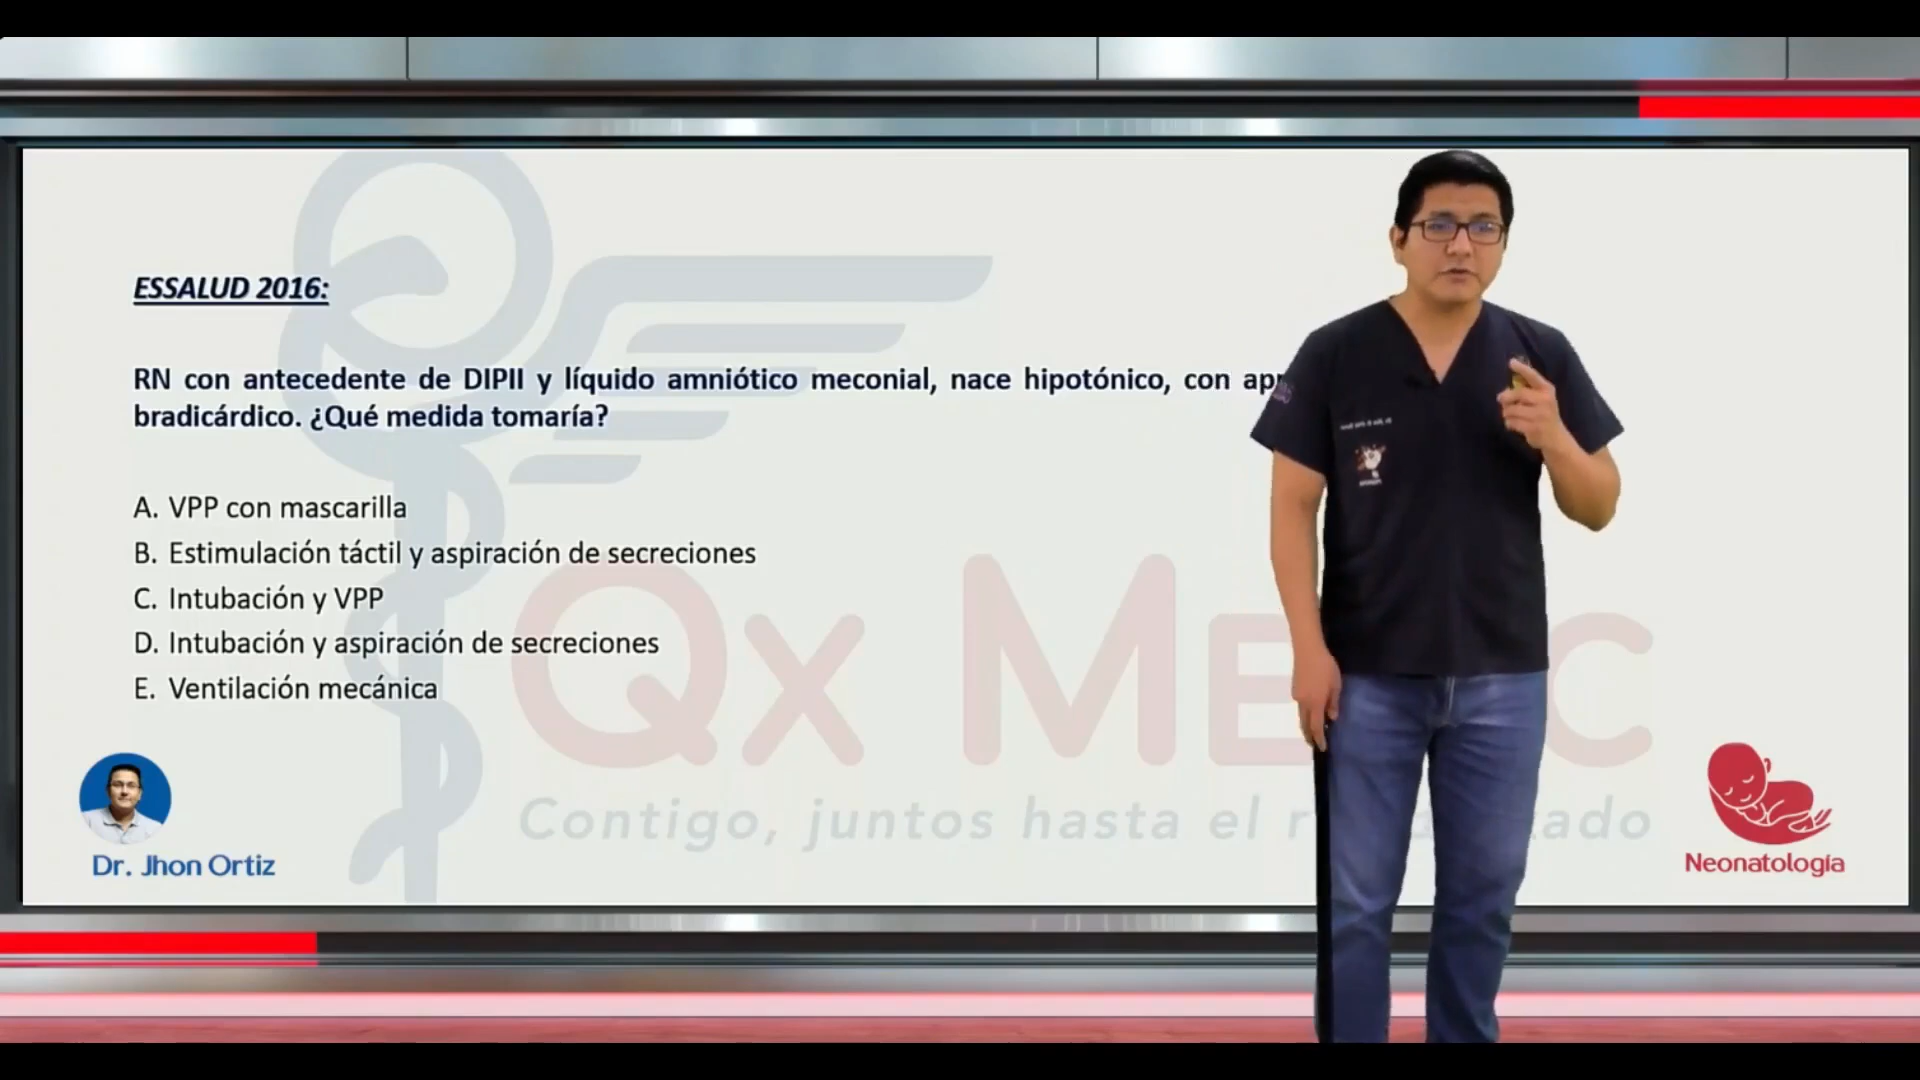 ESSALUD 2016:
RN con antecedente de DIPII y líquido amniótico meconial, nace hipotónico, con
bradicárdico. ¿Qué medida tomaría?
A. VPP con mascarilla
B. Estimulación táctil y aspiración de secreciones
C. Intubación y VPP
D. Intubación y aspiración de secreciones
E. Ventilación mecánica
Qx
Contigo, juntos hasta el
Dr. Jhon Ortiz
Neonatología